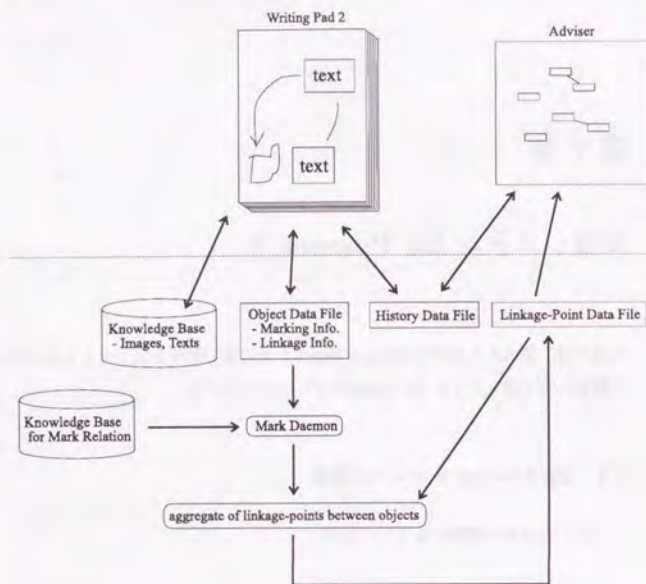 Writing Pad 2
Adviser
text
text
Knowledge Base
- Images, Texts
Object Data File
- Marking Info.
- Linkage Info.
History Data File
Linkage-Point Data File
Knowledge Base
for Mark Relation
Mark Daemon
aggregate of linkage-points between objects